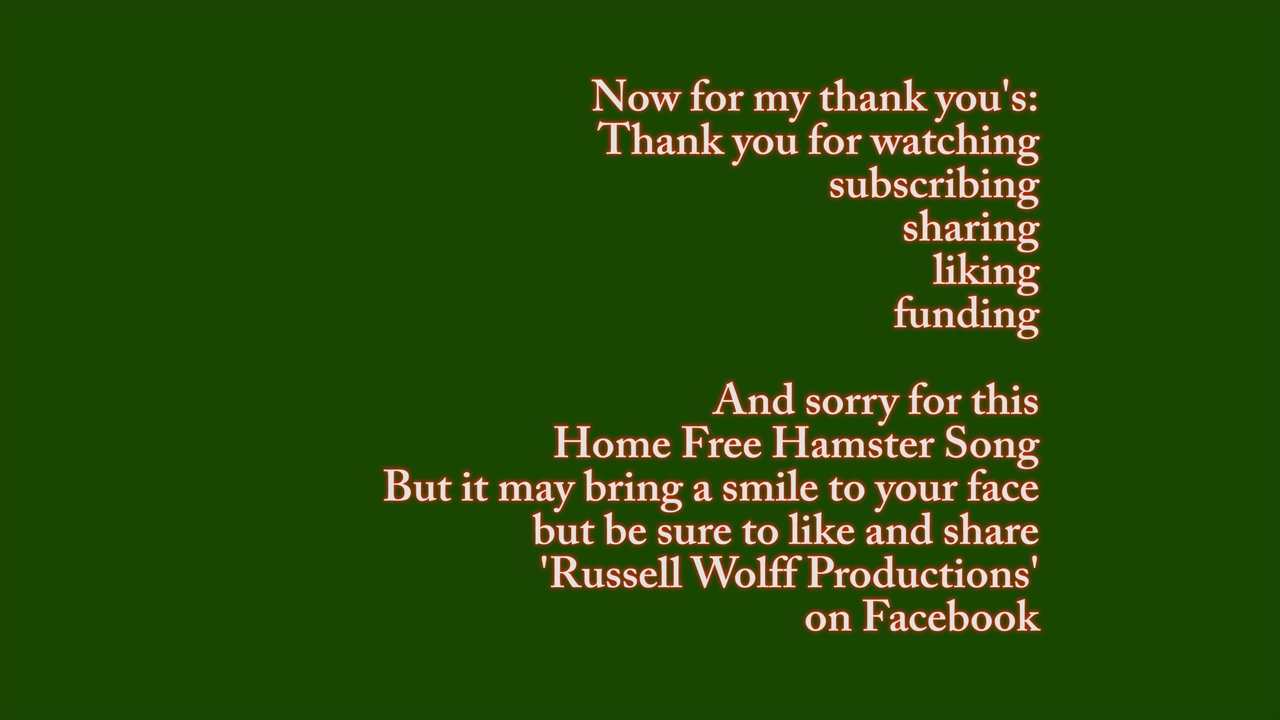 Now for my thank you's:
Thank you for watching
subscribing
sharing
liking
funding
And sorry for this
Home Free Hamster Song
But it may bring a smile to your face
but be sure to like and share
'Russell Wolff Productions'
on Facebook